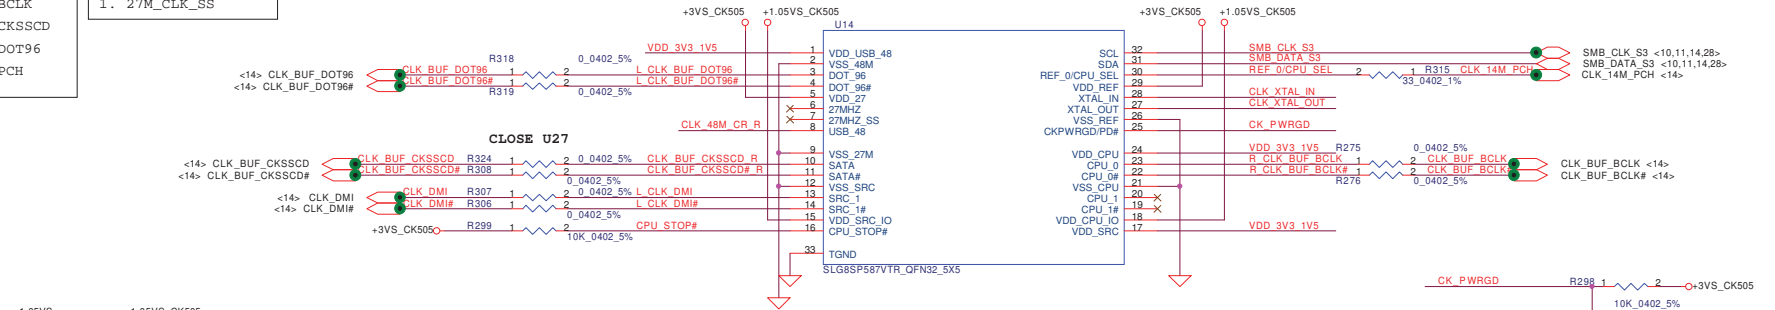 BCLK
CKSSCD
DOT96
PCH
1. 27M_CLK_SS
+3VS_CK505 +1.05VS_CK505
+3VS_CK505 +1.05VS_CK505
U14
VDD_3V3_1V5 1 VDD_USB_48
2 VSS_48M
<14> CLK_BUF_DOT96 CLK_BUF_DOT96 R318 1 2 0_0402_5% L_CLK_BUF_DOT96 3 DOT_96
<14> CLK_BUF_DOT96# CLK_BUF_DOT96# R319 1 2 0_0402_5% L_CLK_BUF_DOT96# 4 DOT_96#
5 VDD_27
6 27MHZ
7 27MHZ_SS
CLK_48M_CR_R 8 USB_48
CLOSE U27
9 VSS_27M
<14> CLK_BUF_CKSSCD CLK_BUF_CKSSCD R324 1 2 0_0402_5% CLK_BUF_CKSSCD_R 10 SATA
<14> CLK_BUF_CKSSCD# CLK_BUF_CKSSCD# R308 1 2 0_0402_5% CLK_BUF_CKSSCD#_R 11 SATA#
12 VSS_SRC
<14> CLK_DMI CLK_DMI R307 1 2 0_0402_5% L_CLK_DMI 13 SRC_1
<14> CLK_DMI# CLK_DMI# R306 1 2 0_0402_5% L_CLK_DMI# 14 SRC_1#
15 VDD_SRC_IO
+3VS_CK505 R299 1 2 10K_0402_5% CPU_STOP# 16 CPU_STOP#
33 TGND
SLG8SP587VTR_QFN32_5X5
SCL 32 SMB_CLK_S3 SMB_CLK_S3 <10,11,14,28>
SDA 31 SMB_DATA_S3 SMB_DATA_S3 <10,11,14,28>
REF_0/CPU_SEL 30 REF_0/CPU_SEL 2 1 R315 33_0402_1% CLK_14M_PCH CLK_14M_PCH <14>
VDD_REF 29
XTAL_IN 28 CLK_XTAL_IN
XTAL_OUT 27 CLK_XTAL_OUT
VSS_REF 26
CKPWRGD/PD# 25 CK_PWRGD
VDD_CPU 24 VDD_3V3_1V5
CPU_0 23 R_CLK_BUF_BCLK R275 1 2 0_0402_5% CLK_BUF_BCLK CLK_BUF_BCLK <14>
CPU_0# 22 R_CLK_BUF_BCLK# R276 1 2 0_0402_5% CLK_BUF_BCLK# CLK_BUF_BCLK# <14>
VSS_CPU 21
CPU_1 20
CPU_1# 19
VDD_CPU_IO 18
VDD_SRC 17 VDD_3V3_1V5
CK_PWRGD R298 1 2 +3VS_CK505
10K_0402_5%